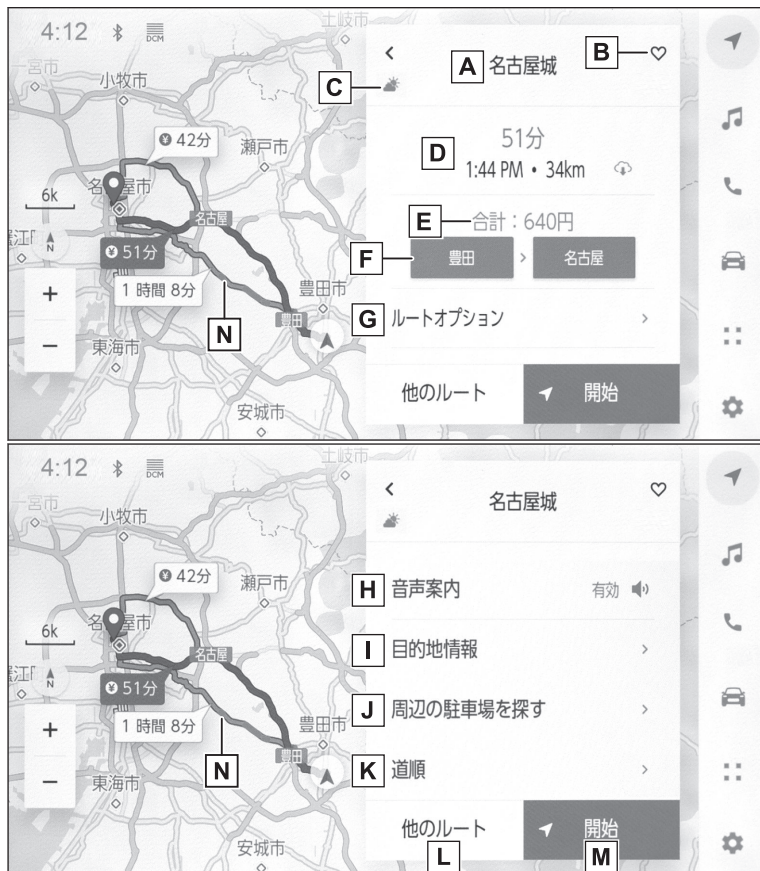 4:12
DCM
土岐市
一宮市
小牧市
¥ 42分
瀬戸市
6k
名古屋市
N
名古屋
¥ 51分
1 時間 8分
豊田市
豊田
N
+
−
東海市
安城市
A 名古屋城
B
C
D
51分
1:44 PM • 34km
E 合計：640円
F 豊田 > 名古屋
G ルートオプション >
他のルート
開始
4:12
DCM
土岐市
一宮市
小牧市
¥ 42分
瀬戸市
6k
N
名古屋
¥ 51分
1 時間 8分
豊田市
豊田
N
+
−
東海市
安城市
名古屋城
H 音声案内 有効
I 目的地情報 >
J 周辺の駐車場を探す >
K 道順 >
他のルート
開始
L
M